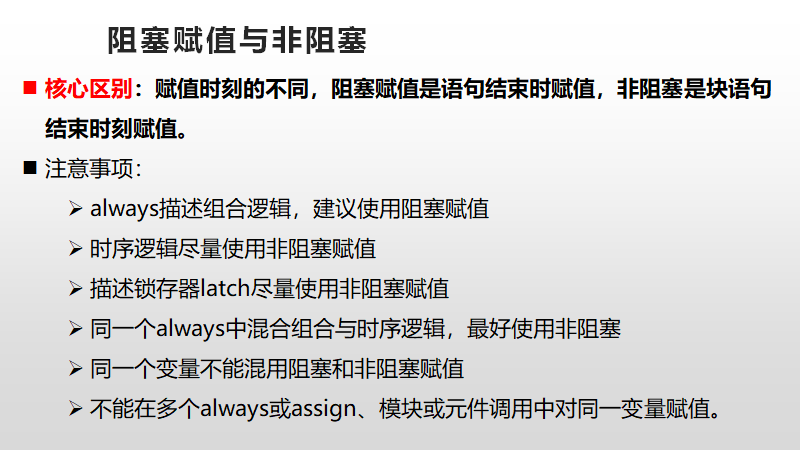 阻塞赋值与非阻塞
核心区别：赋值时刻的不同，阻塞赋值是语句结束时赋值，非阻塞是块语句
结束时刻赋值。
注意事项：
always描述组合逻辑，建议使用阻塞赋值
时序逻辑尽量使用非阻塞赋值
描述锁存器latch尽量使用非阻塞赋值
同一个always中混合组合与时序逻辑，最好使用非阻塞
同一个变量不能混用阻塞和非阻塞赋值
不能在多个always或assign、模块或元件调用中对同一变量赋值。